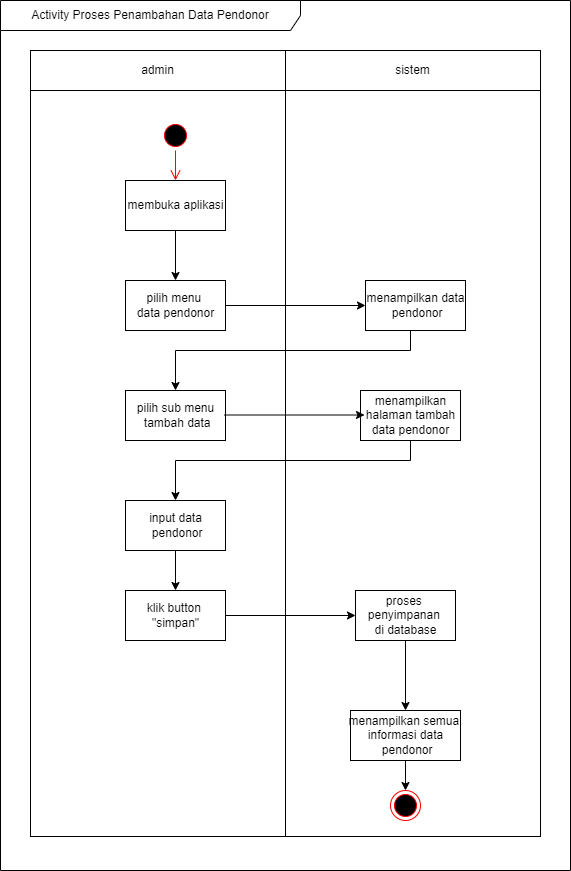 Activity Proses Penambahan Data Pendonor
admin
sistem
membuka aplikasi
pilih menu
data pendonor
menampilkan data
pendonor
pilih sub menu
tambah data
menampilkan
halaman tambah
data pendonor
input data
pendonor
klik button
"simpan"
proses
penyimpanan
di database
menampilkan semua
informasi data
pendonor